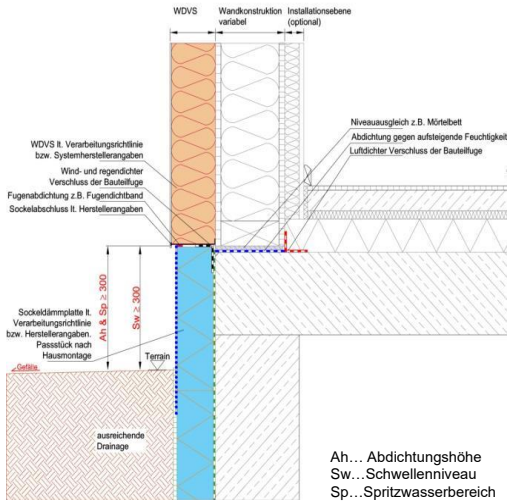 WDVS
Wandkonstruktion
variabel
Installationsebene
(optional)
Niveauausgleich z.B. Mörtelbett
Abdichtung gegen aufsteigende Feuchtigkeit
Luftdichter Verschluss der Bauteilfuge
WDVS lt. Verarbeitungsrichtlinie
bzw. Systemherstellerangaben
Wind- und regendichter
Verschluss der Bauteilfuge
Fugenabdichtung z.B. Fugendichtband
Sockelabschluss lt. Herstellerangaben
Sockeldämmplatte lt.
Verarbeitungsrichtlinie
bzw. Herstellerangaben.
Passstück nach
Hausmontage
Ah & Sp ≥ 300
Sw ≥ 300
Terrain
Gefälle
ausreichende
Drainage
Ah... Abdichtungshöhe
Sw...Schwellenniveau
Sp...Spritzwasserbereich